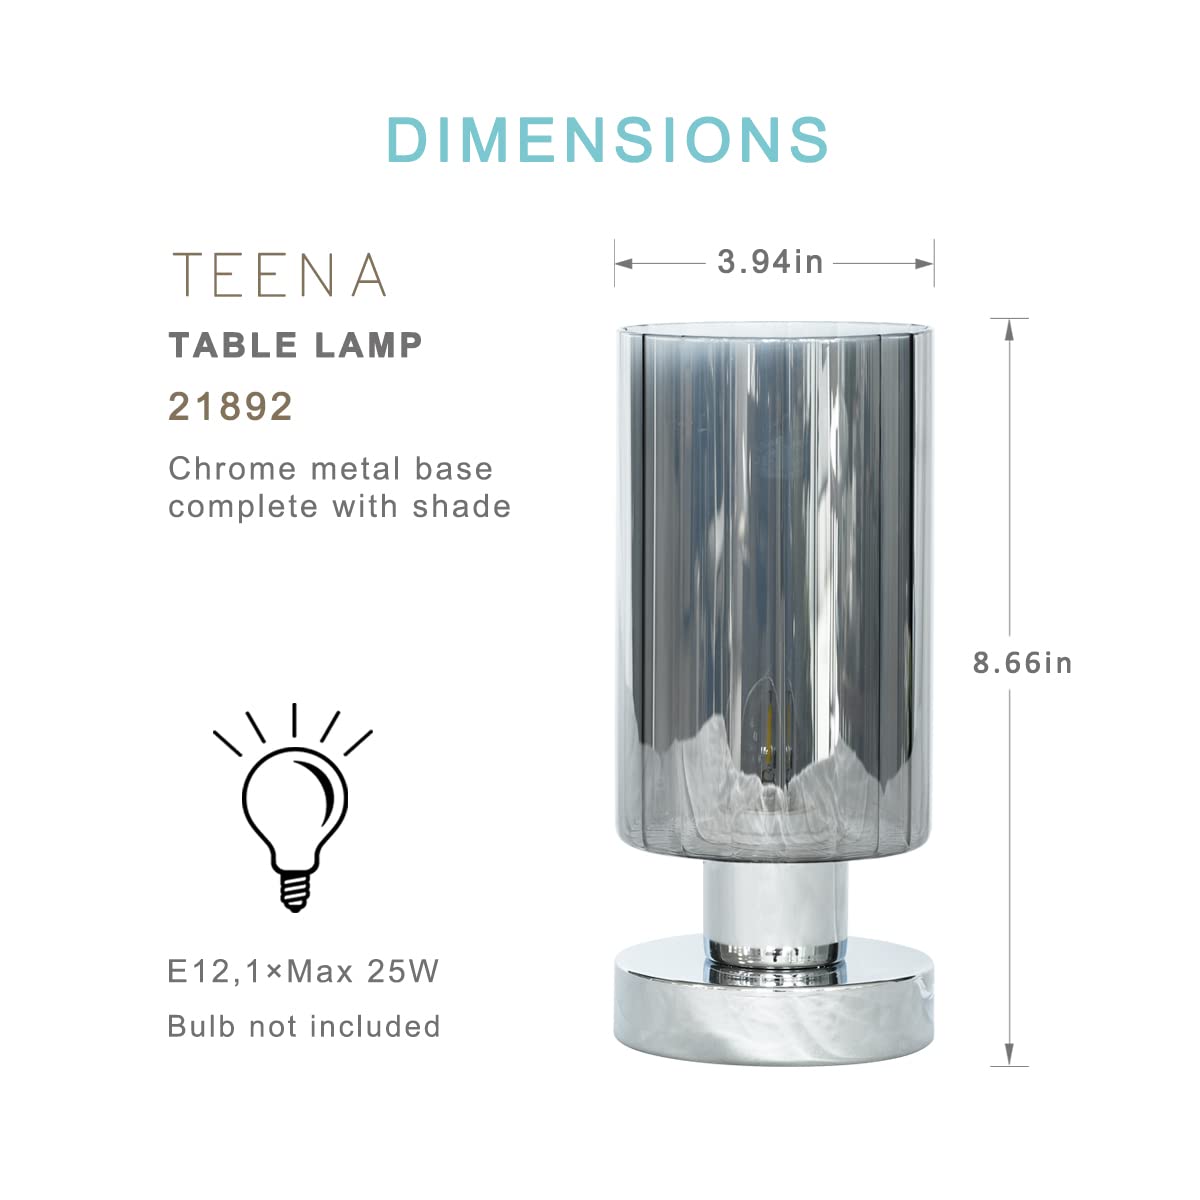 DIMENSIONS
TEENA
TABLE LAMP
21892
Chrome metal base
complete with shade
3.94in
8.66in
E12,1×Max 25W
Bulb not included